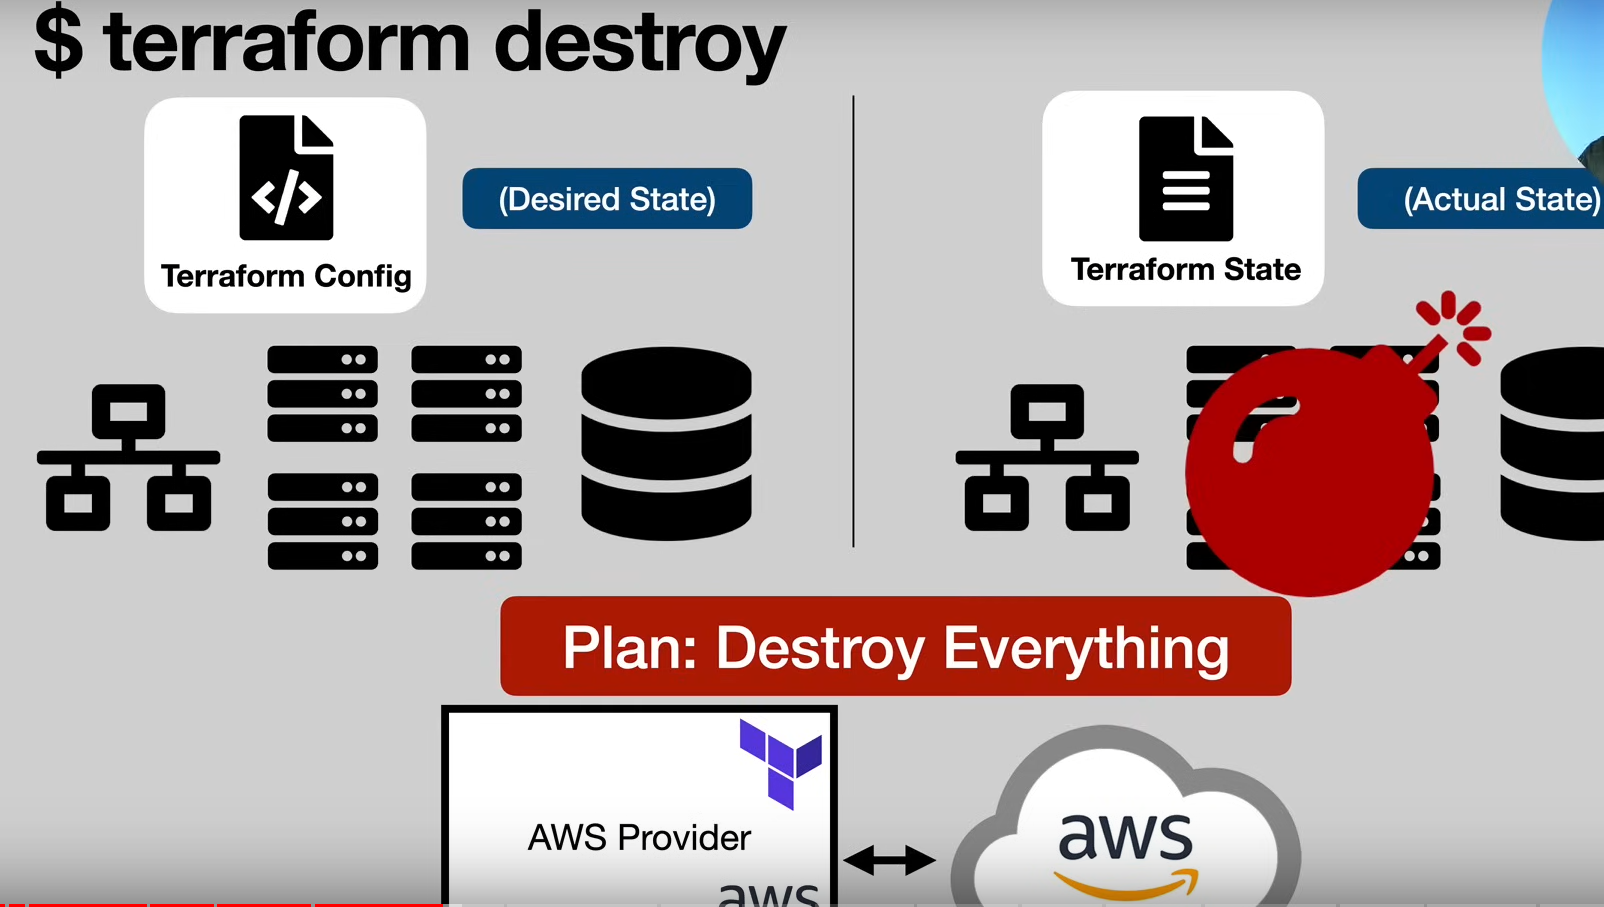 $ terraform destroy
(Desired State)
(Actual State)
Terraform Config
Terraform State
Plan: Destroy Everything
AWS Provider
aws
aws